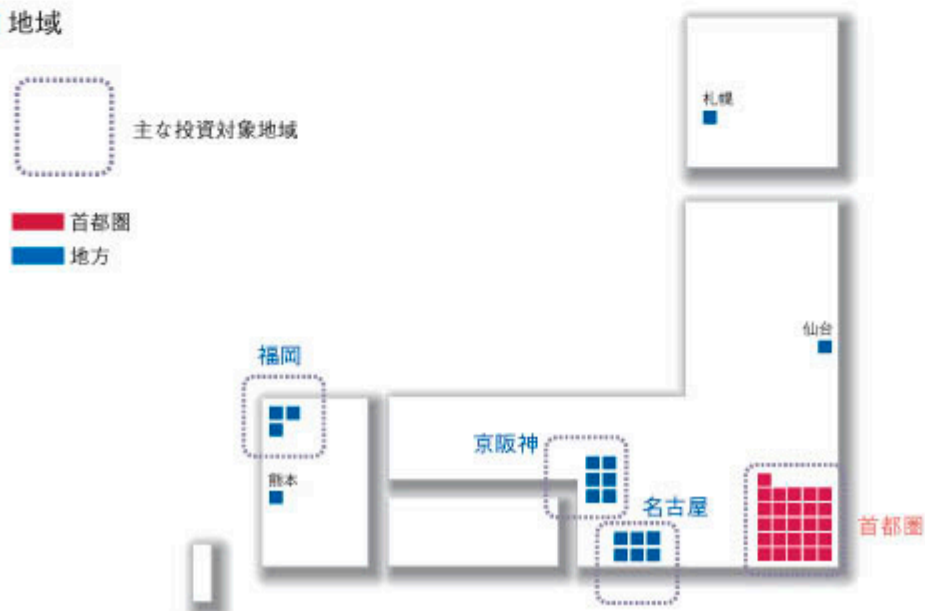 地域
主な投資対象地域
首都圏
地方
札幌
仙台
福岡
熊本
京阪神
名古屋
首都圏